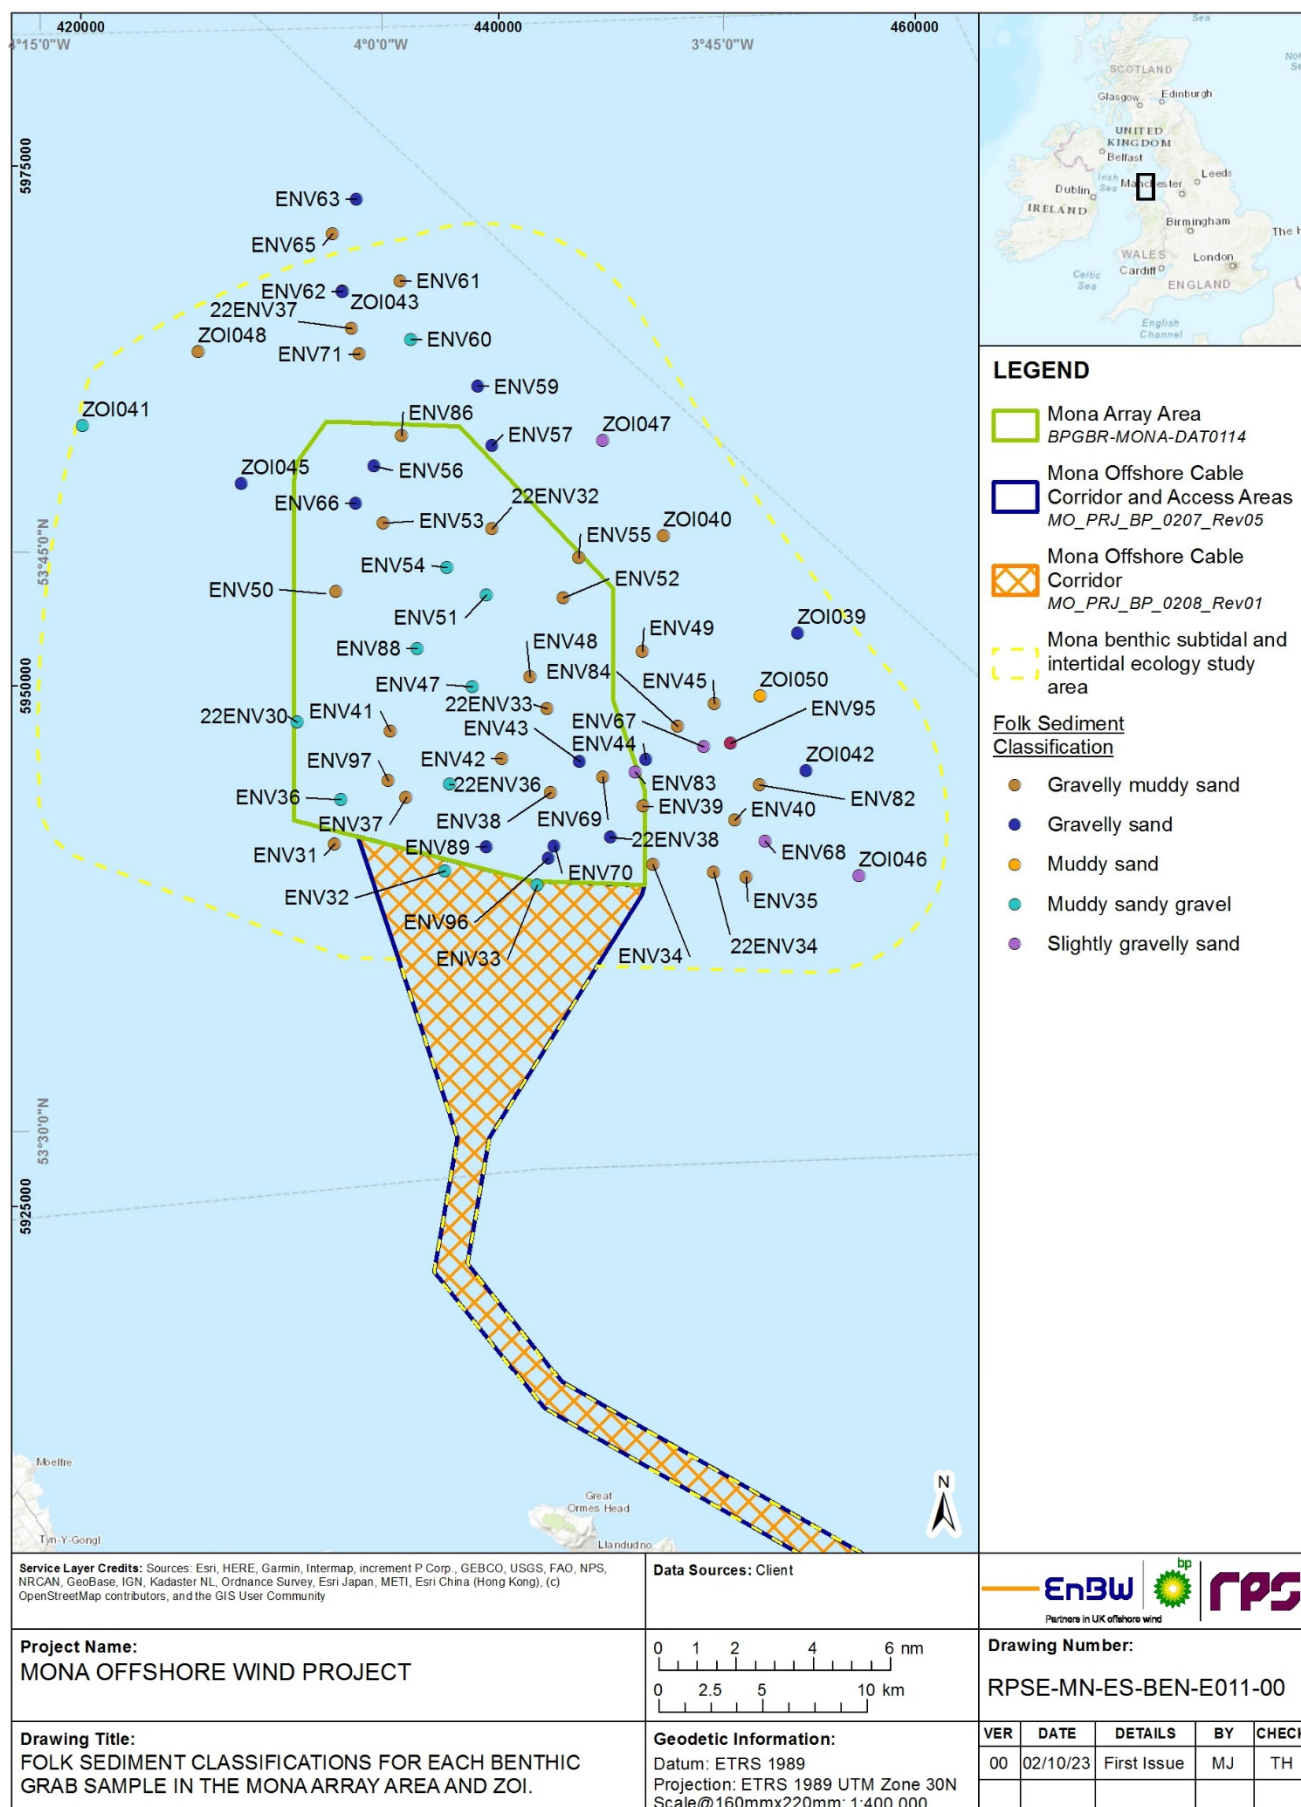 420000
440000
460000
4°0'0"W
3°45'0"W
5975000
53°45'0"N
5950000
53°30'0"N
5925000
ENV63
ENV65
ENV61
ENV62
ZOI043
22ENV37
ZOI048
ENV60
ENV71
ENV59
ZOI041
ENV86
ENV57
ZOI047
ENV56
ZOI045
ENV66
22ENV32
ENV53
ENV55
ZOI040
ENV54
ENV50
ENV52
ENV51
ZOI039
ENV88
ENV48
ENV49
ENV84
ENV47
ENV45
ZOI050
22ENV33
22ENV30
ENV41
ENV43
ENV67
ENV95
ENV44
ENV42
ZOI042
ENV97
22ENV36
ENV83
ENV82
ENV36
ENV39
ENV40
ENV37
ENV38
ENV69
22ENV38
ENV31
ENV89
ENV68
ENV70
ZOI046
ENV32
ENV35
ENV96
ENV33
ENV34
22ENV34
Moelfre
Tyn-Y-Gongl
Great
Ormes Head
Llandudno
N
Sea
SCOTLAND
Glasgow
Edinburgh
UNITED
KINGDOM
Belfast
Irish
Sea
Leeds
Dublin
IRELAND
Birmingham
The H
WALES
London
Cardiff
Celtic
Sea
ENGLAND
English
Channel
LEGEND
Mona Array Area
BPGBR-MONA-DAT0114
Mona Offshore Cable
Corridor and Access Areas
MO_PRJ_BP_0207_Rev05
Mona Offshore Cable
Corridor
MO_PRJ_BP_0208_Rev01
Mona benthic subtidal and
intertidal ecology study
area
Folk Sediment
Classification
Gravelly muddy sand
Gravelly sand
Muddy sand
Muddy sandy gravel
Slightly gravelly sand
Service Layer Credits: Sources: Esri, HERE, Garmin, Intermap, increment P Corp., GEBCO, USGS, FAO, NPS,
NRCAN, GeoBase, IGN, Kadaster NL, Ordnance Survey, Esri Japan, METI, Esri China (Hong Kong), (c)
OpenStreetMap contributors, and the GIS User Community
Data Sources: Client
EnBW
bp
rps
Partners in UK offshore wind
Project Name:
MONA OFFSHORE WIND PROJECT
0 1 2 4 6 nm
0 2.5 5 10 km
Drawing Number:
RPSE-MN-ES-BEN-E011-00
Drawing Title:
FOLK SEDIMENT CLASSIFICATIONS FOR EACH BENTHIC
GRAB SAMPLE IN THE MONA ARRAY AREA AND ZOI.
Geodetic Information:
Datum: ETRS 1989
Projection: ETRS 1989 UTM Zone 30N
Scale@160mmx220mm: 1:400,000
VER DATE DETAILS BY CHECK
00 02/10/23 First Issue MJ TH